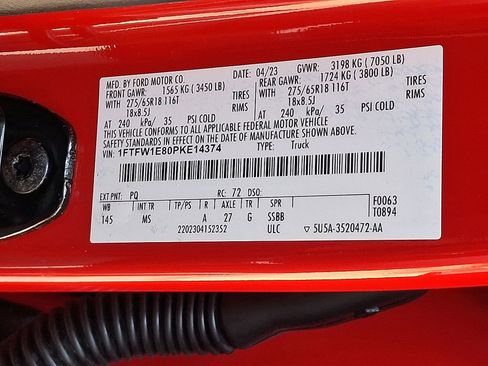 MFD. BY FORD MOTOR CO. DATE: 04/23 GVWR: 3198 KG ( 7050 LB)
FRONT GAWR: 1565 KG ( 3450 LB) REAR GAWR: 1724 KG ( 3800 LB)
WITH 275/65R18 116T TIRES WITH 275/65R18 116T TIRES
18x8.5J RIMS 18x8.5J RIMS
AT 240 kPa/ 35 PSI COLD AT 240 kPa/ 35 PSI COLD
THIS VEHICLE CONFORMS TO ALL APPLICABLE FEDERAL MOTOR VEHICLE
SAFETY STANDARDS IN EFFECT ON THE DATE OF MANUFACTURE SHOWN ABOVE.
VIN: 1FTFW1E80PKE14374 TYPE: Truck
EXT PNT: PQ RC: 72 DSO: F0063
WB INT TR TP/PS R AXLE TR SPR T0894
145 MS A 27 G SSBB
2202304152352 ULC ▽ 5U5A-3520472-AA